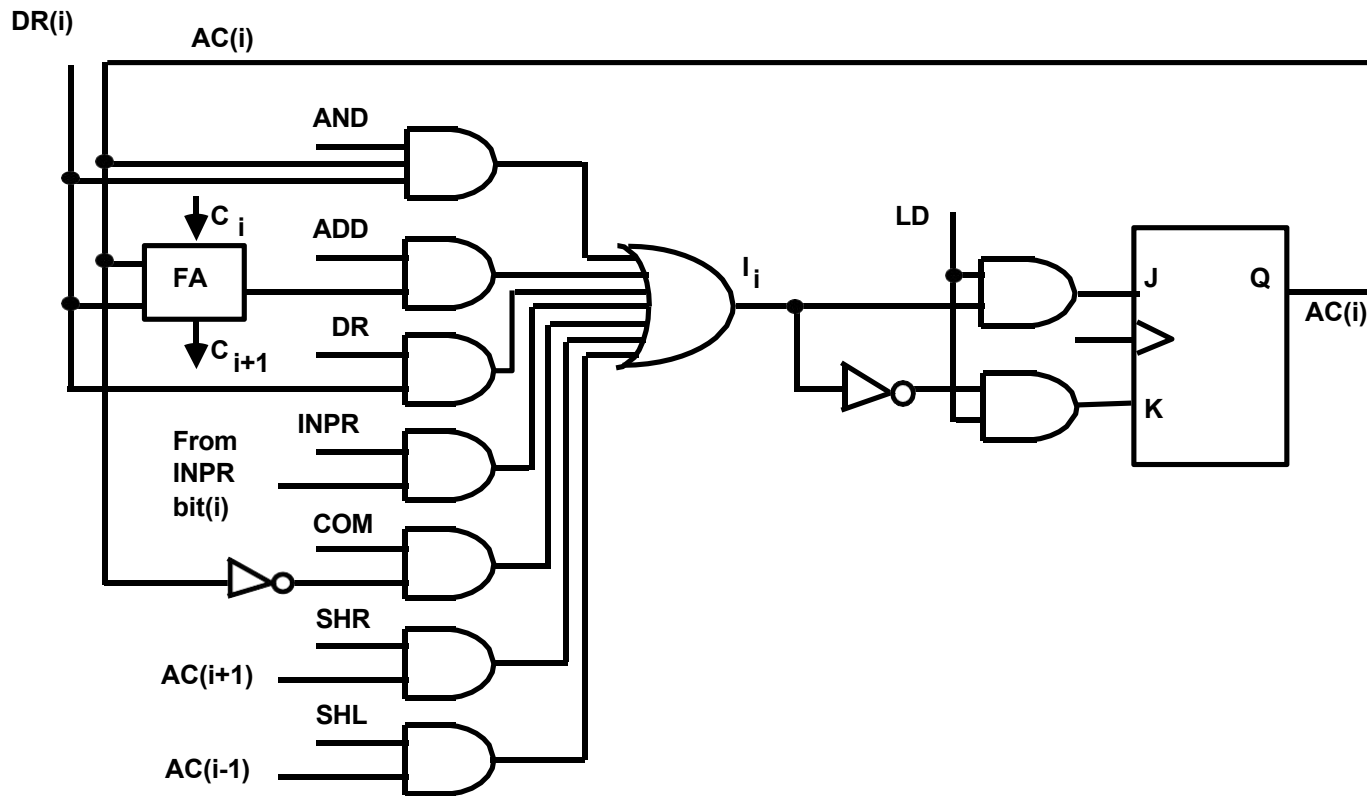 DR(i)
AC(i)
AND
C i
ADD
FA
LD
I i
J
Q
AC(i)
DR
C i+1
K
INPR
From
INPR
bit(i)
COM
SHR
AC(i+1)
SHL
AC(i-1)